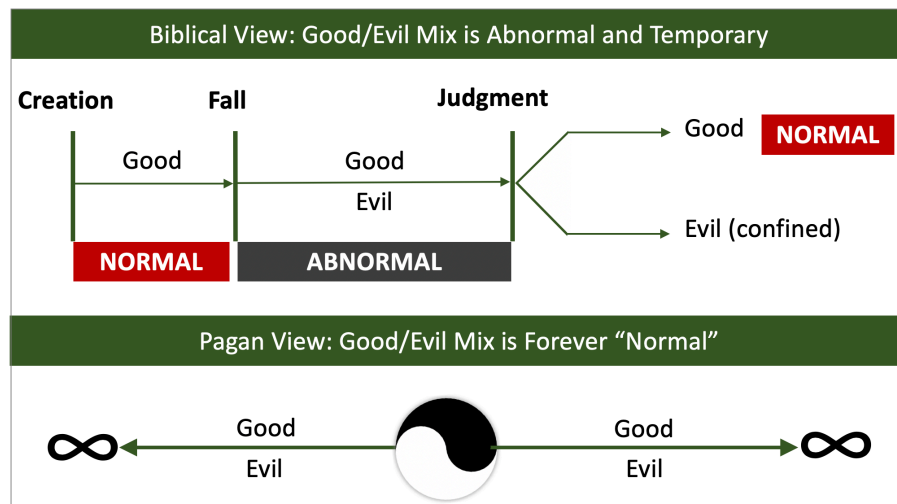 Biblical View: Good/Evil Mix is Abnormal and Temporary
Creation
Fall
Judgment
Good
Good
Evil
Good
NORMAL
Evil (confined)
NORMAL
ABNORMAL
Pagan View: Good/Evil Mix is Forever “Normal”
∞
Good
Evil
Good
Evil
∞